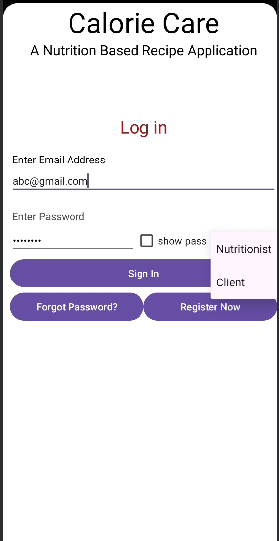 Calorie Care
A Nutrition Based Recipe Application
Log in
Enter Email Address
abc@gmail.com
Enter Password
••••••••
show pass
Nutritionist
Client
Sign In
Forgot Password?
Register Now